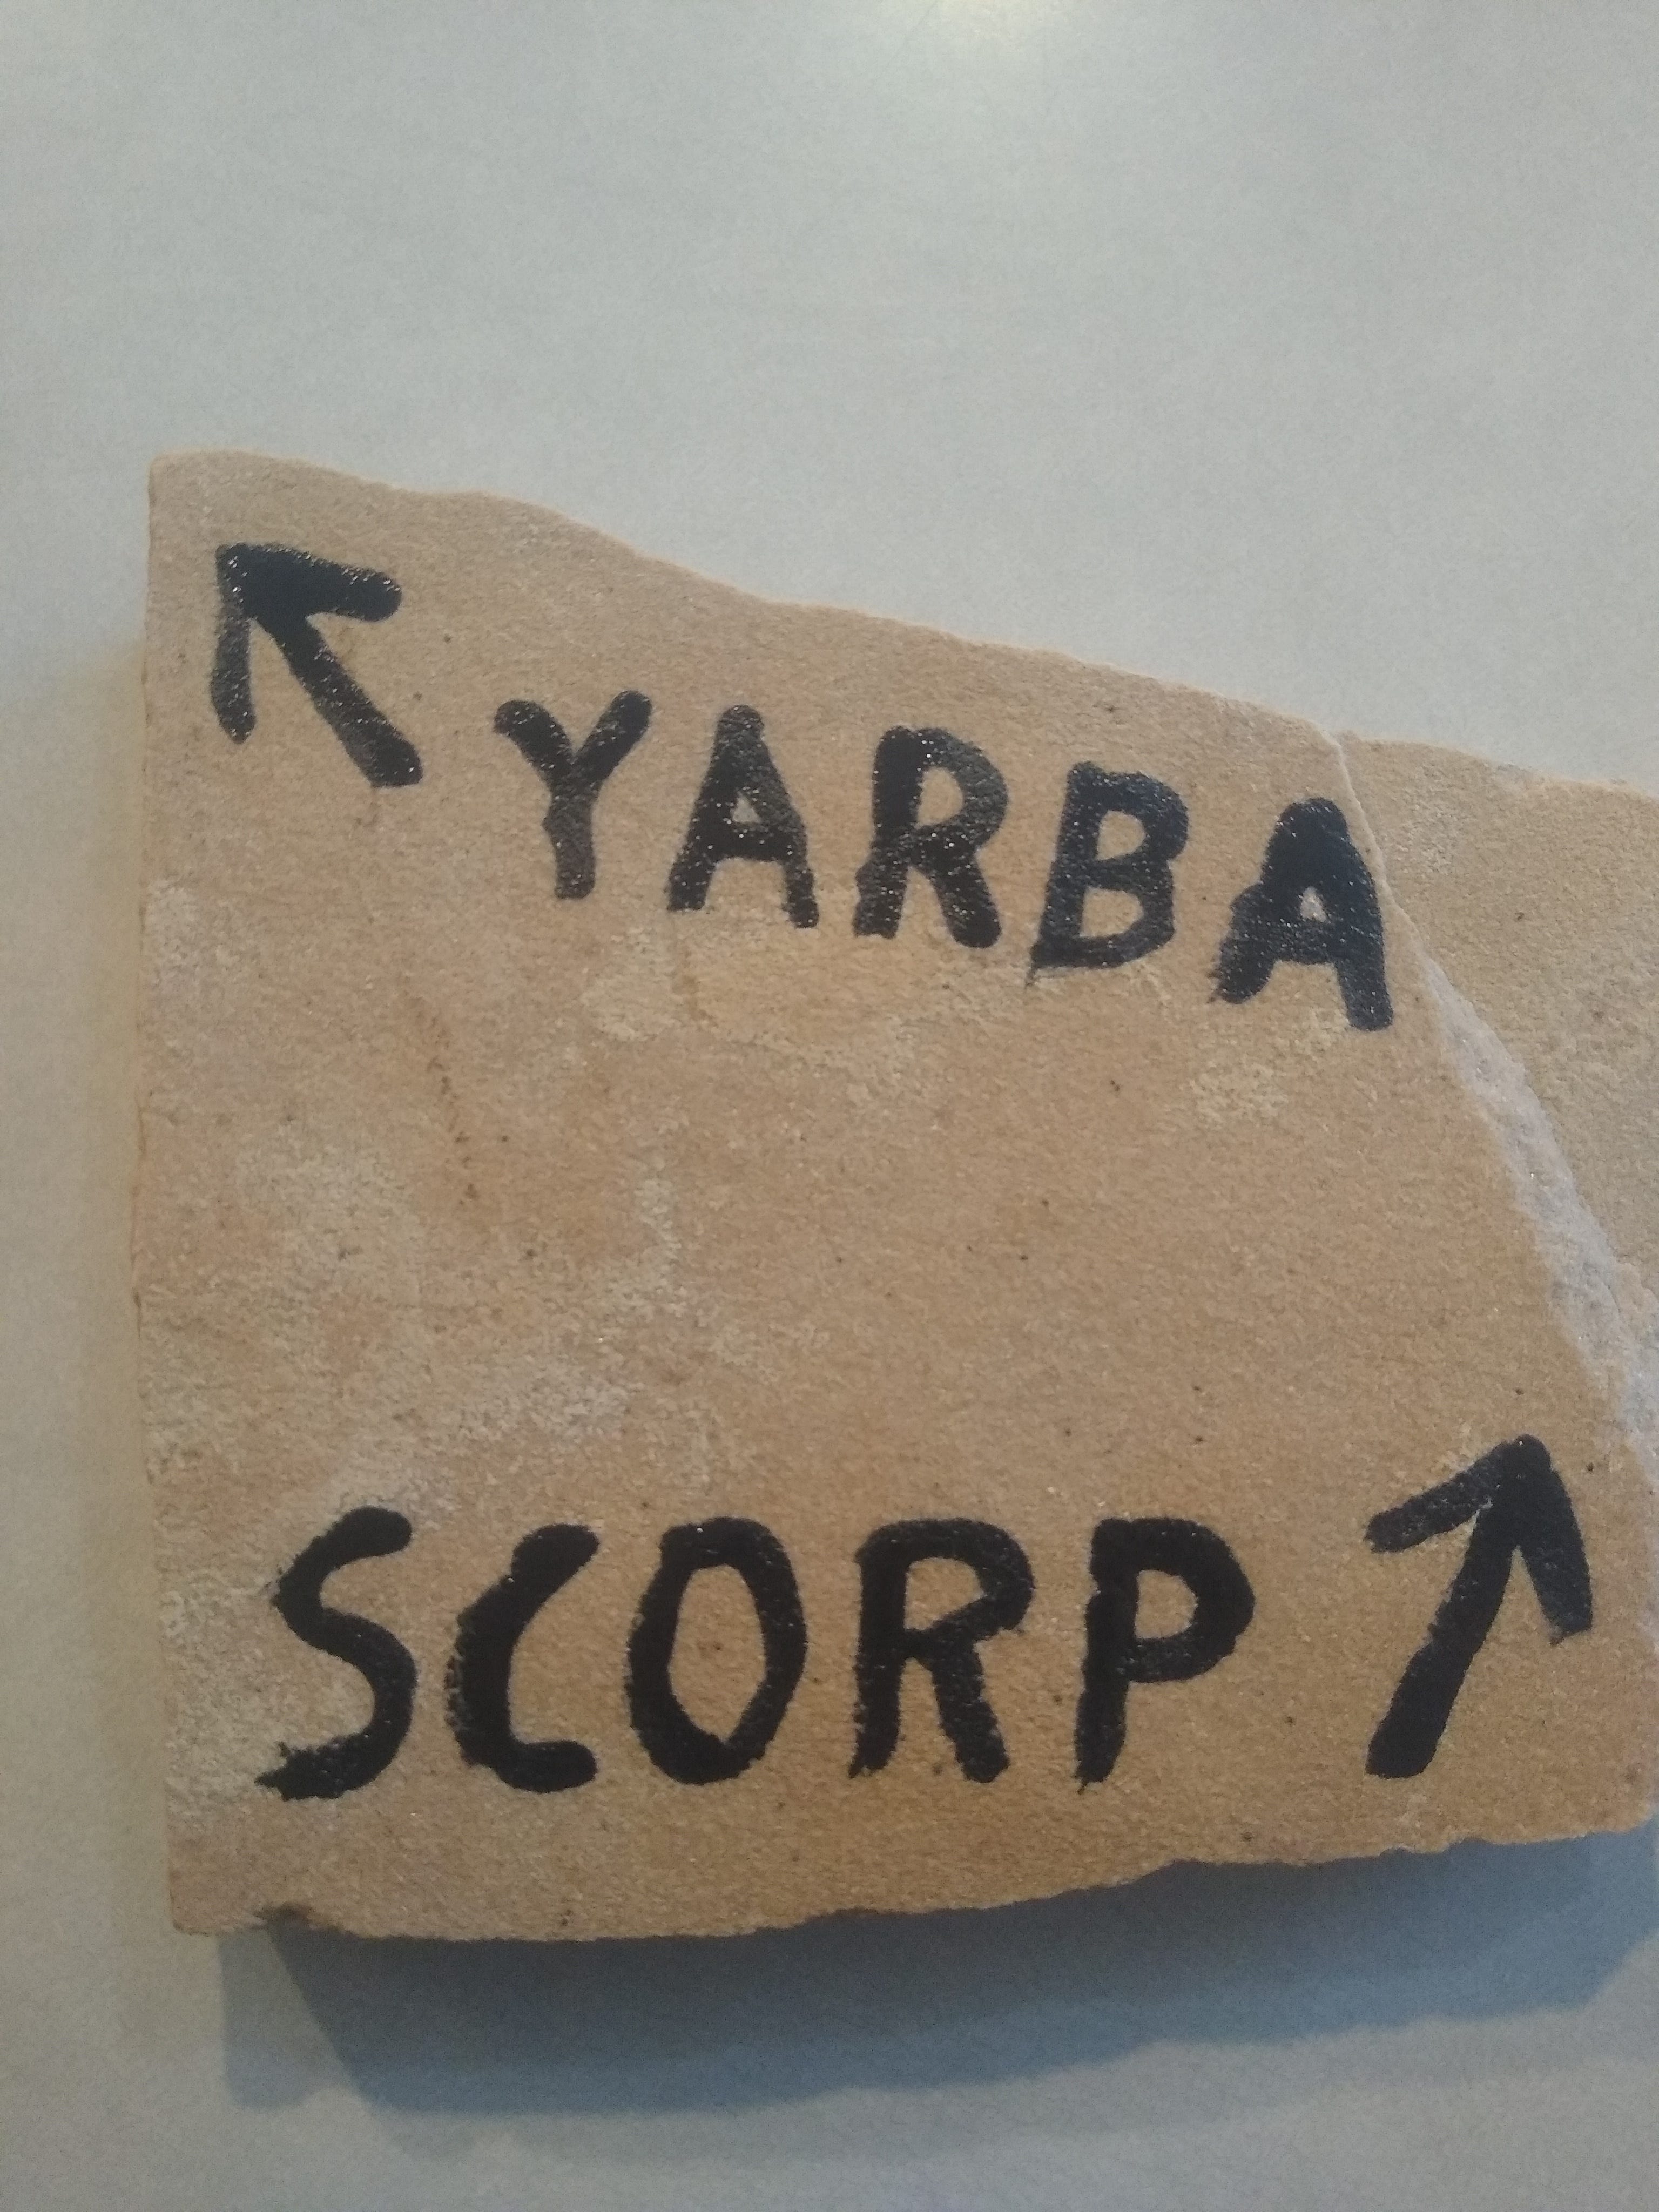 ↖ YARBA
SCORP ↗